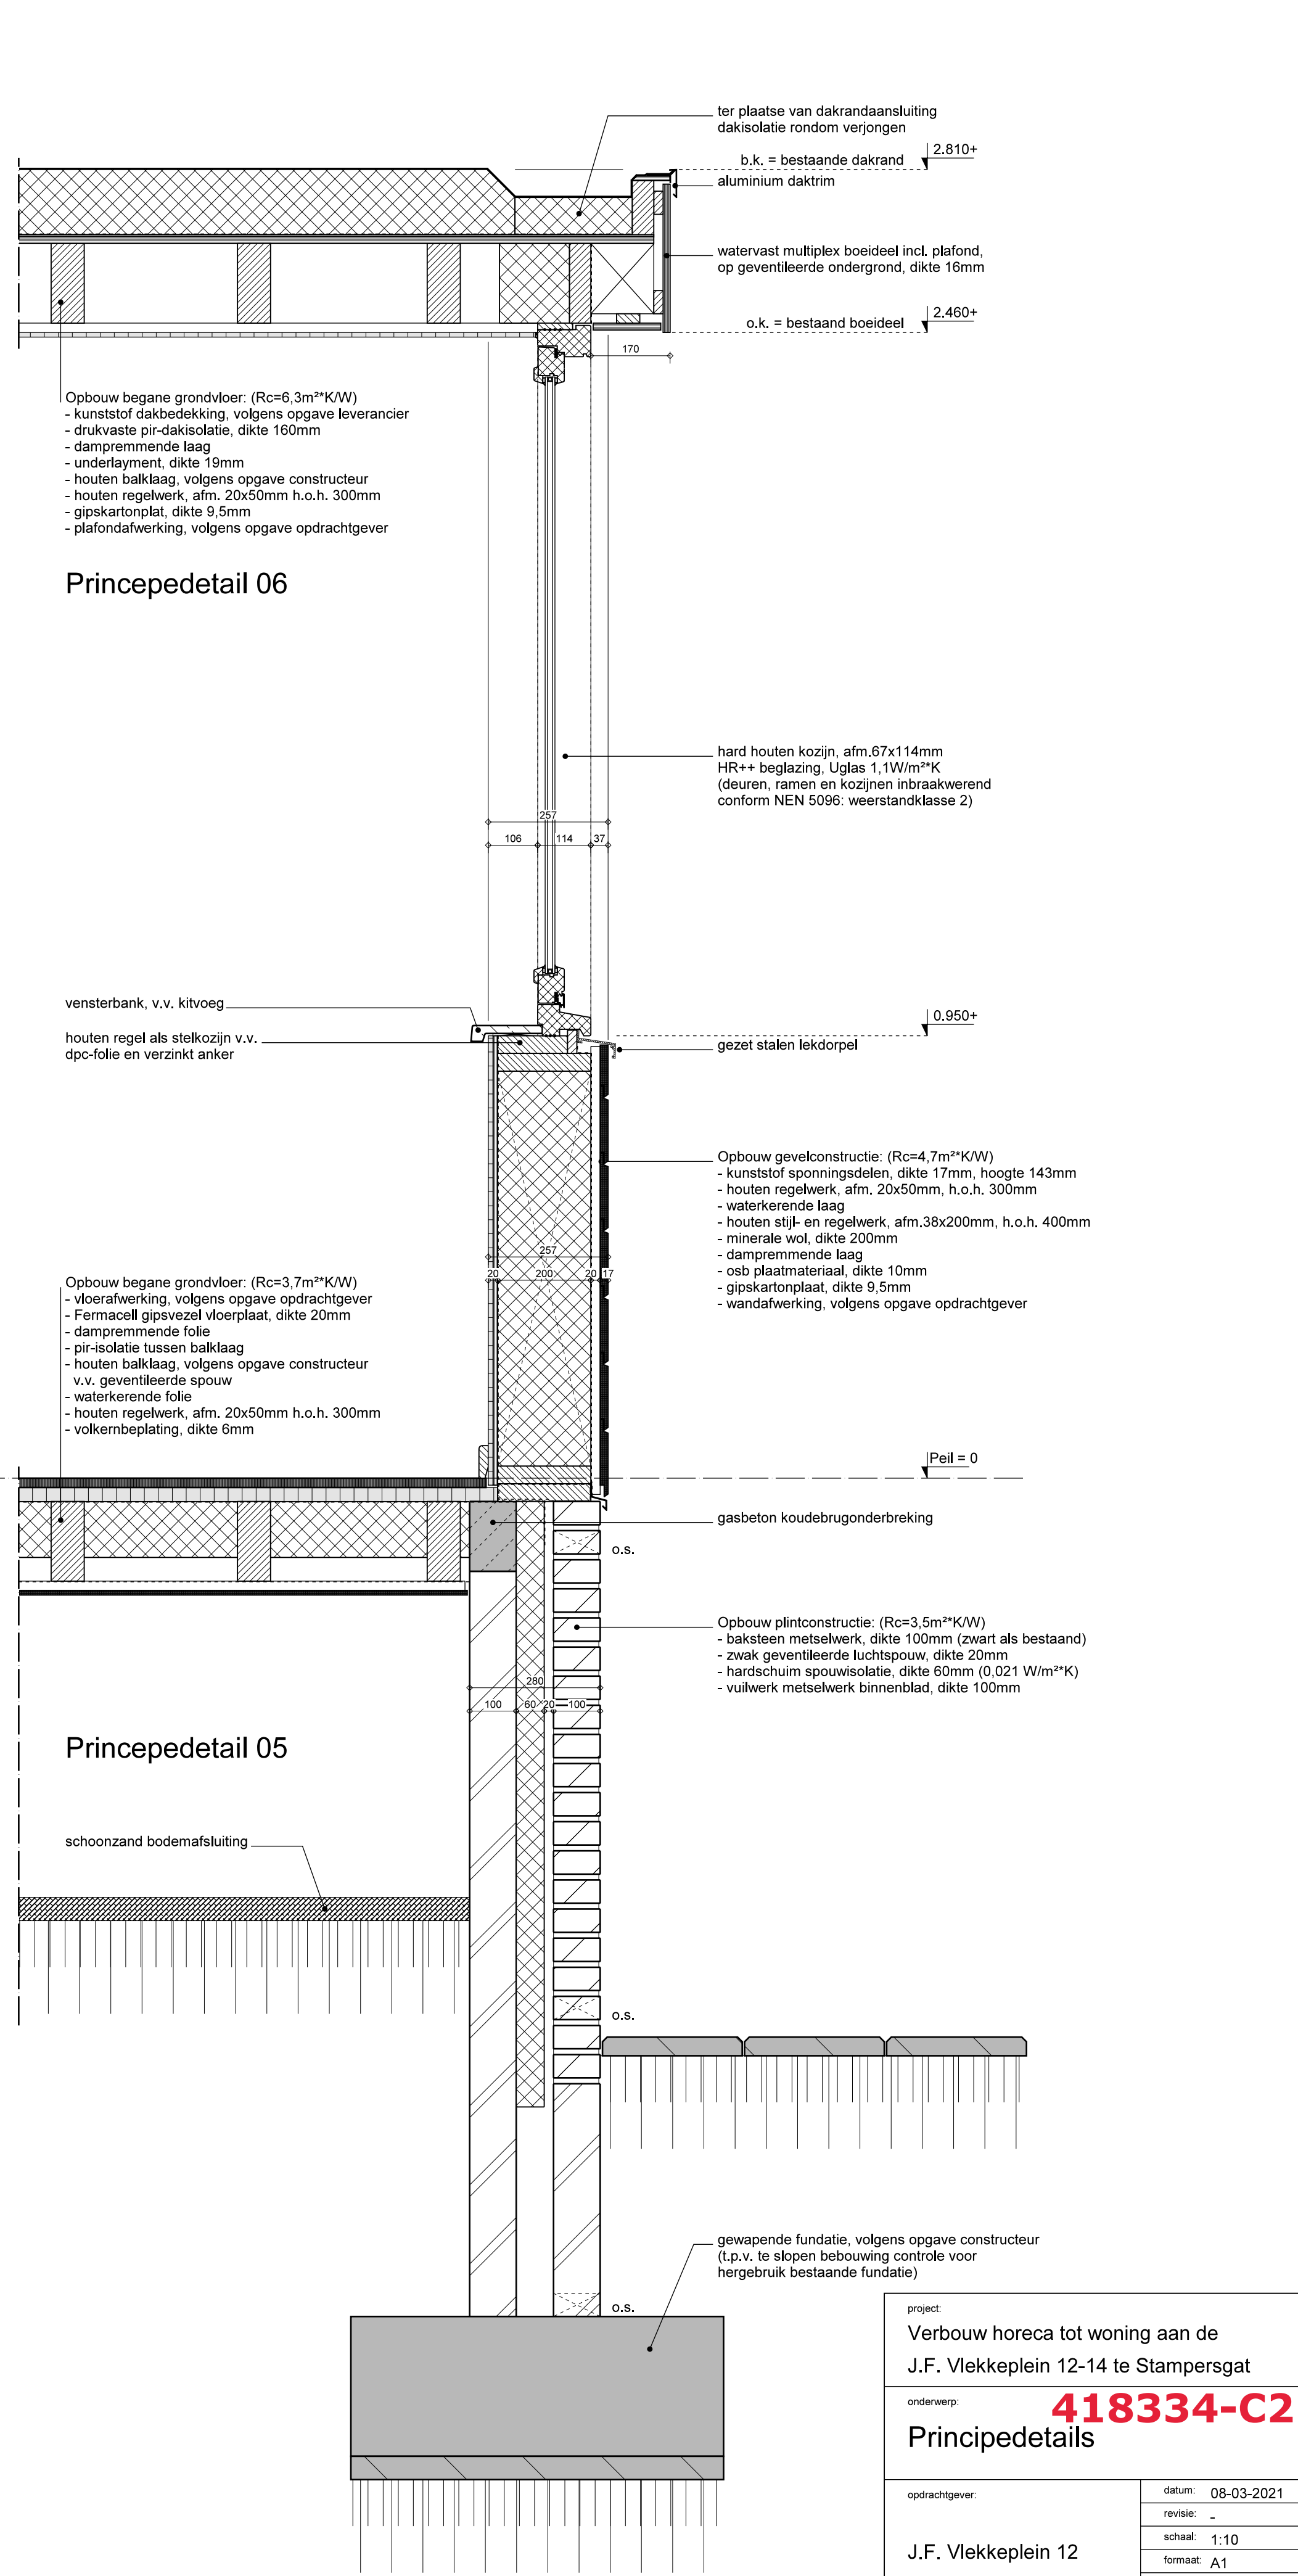 ter plaatse van dakrandaansluiting
dakisolatie rondom verjongen
b.k. = bestaande dakrand
2.810+
aluminium daktrim
watervast multiplex boeideel incl. plafond,
op geventileerde ondergrond, dikte 16mm
o.k. = bestaand boeideel
2.460+
170
Opbouw begane grondvloer: (Rc=6,3m²*K/W)
- kunststof dakbedekking, volgens opgave leverancier
- drukvaste pir-dakisolatie, dikte 160mm
- dampremmende laag
- underlayment, dikte 19mm
- houten balklaag, volgens opgave constructeur
- houten regelwerk, afm. 20x50mm h.o.h. 300mm
- gipskartonplat, dikte 9,5mm
- plafondafwerking, volgens opgave opdrachtgever
Princepedetail 06
hard houten kozijn, afm.67x114mm
HR++ beglazing, Uglas 1,1W/m²*K
(deuren, ramen en kozijnen inbraakwerend
conform NEN 5096: weerstandklasse 2)
257
106 114 37
vensterbank, v.v. kitvoeg
houten regel als stelkozijn v.v.
dpc-folie en verzinkt anker
0.950+
gezet stalen lekdorpel
Opbouw gevelconstructie: (Rc=4,7m²*K/W)
- kunststof sponningsdelen, dikte 17mm, hoogte 143mm
- houten regelwerk, afm. 20x50mm, h.o.h. 300mm
- waterkerende laag
- houten stijl- en regelwerk, afm.38x200mm, h.o.h. 400mm
- minerale wol, dikte 200mm
- dampremmende laag
- osb plaatmateriaal, dikte 10mm
- gipskartonplaat, dikte 9,5mm
- wandafwerking, volgens opgave opdrachtgever
257
20 200 20 17
Opbouw begane grondvloer: (Rc=3,7m²*K/W)
- vloerafwerking, volgens opgave opdrachtgever
- Fermacell gipsvezel vloerplaat, dikte 20mm
- dampremmende folie
- pir-isolatie tussen balklaag
- houten balklaag, volgens opgave constructeur
v.v. geventileerde spouw
- waterkerende folie
- houten regelwerk, afm. 20x50mm h.o.h. 300mm
- volkernbeplating, dikte 6mm
Peil = 0
gasbeton koudebrugonderbreking
o.s.
Opbouw plintconstructie: (Rc=3,5m²*K/W)
- baksteen metselwerk, dikte 100mm (zwart als bestaand)
- zwak geventileerde luchtspouw, dikte 20mm
- hardschuim spouwisolatie, dikte 60mm (0,021 W/m²*K)
- vuilwerk metselwerk binnenblad, dikte 100mm
280
100 60 20 100
Princepedetail 05
schoonzand bodemafsluiting
o.s.
gewapende fundatie, volgens opgave constructeur
(t.p.v. te slopen bebouwing controle voor
hergebruik bestaande fundatie)
o.s.
project:
Verbouw horeca tot woning aan de
J.F. Vlekkeplein 12-14 te Stampersgat
onderwerp:
418334-C2
Principedetails
opdrachtgever:
J.F. Vlekkeplein 12
datum: 08-03-2021
revisie: -
schaal: 1:10
formaat: A1